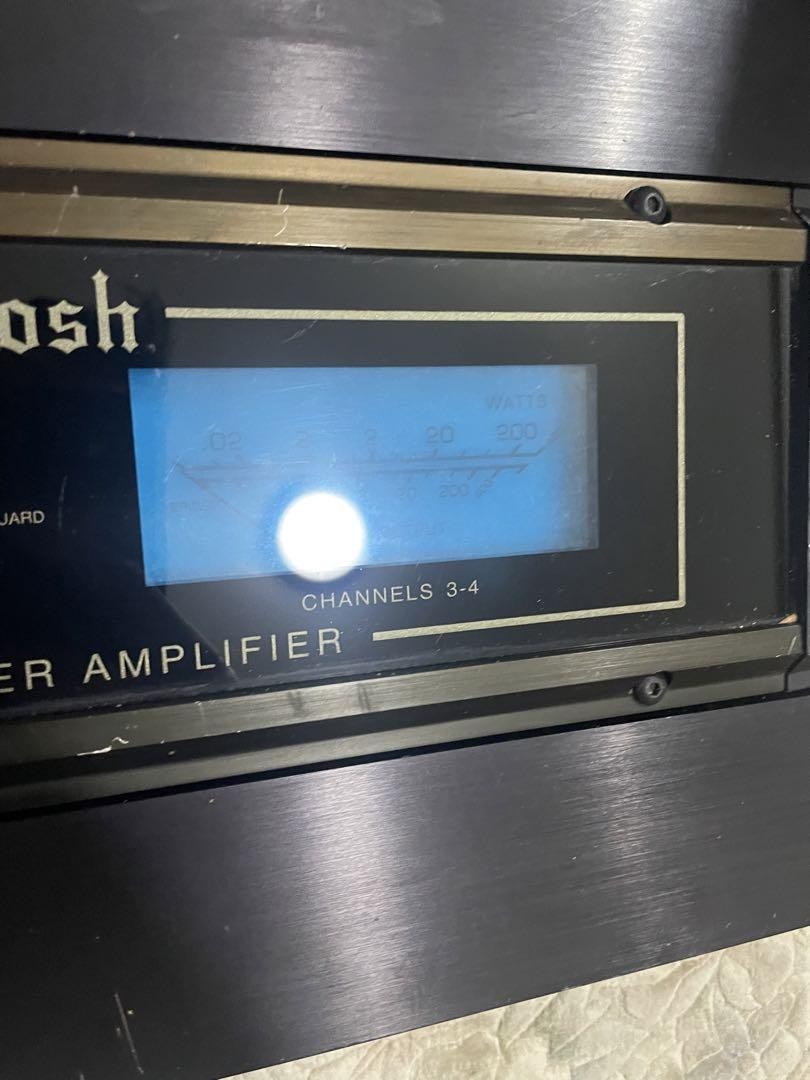 osh
WATTS
.02 .2 2 20 200
20 200
UARD
CHANNELS 3-4
ER AMPLIFIER